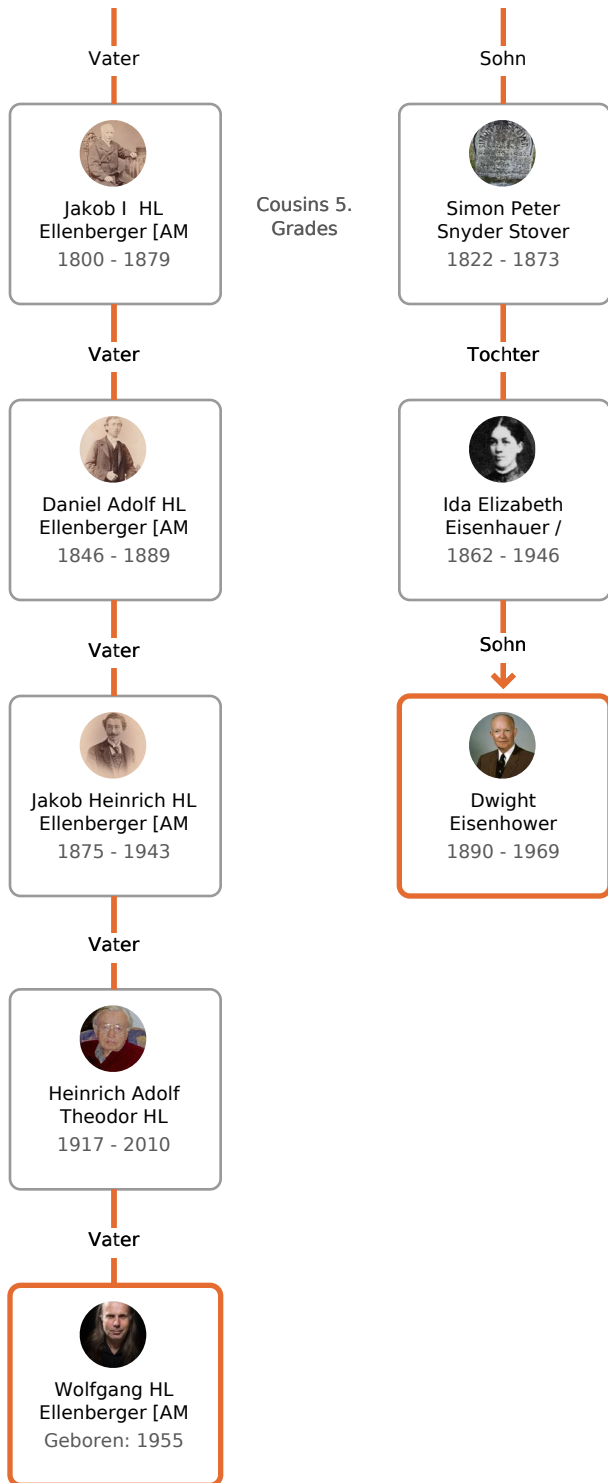 Vater
Jakob I  HL
Ellenberger [AM
1800 - 1879
Vater
Daniel Adolf HL
Ellenberger [AM
1846 - 1889
Vater
Jakob Heinrich HL
Ellenberger [AM
1875 - 1943
Vater
Heinrich Adolf
Theodor HL
1917 - 2010
Vater
Wolfgang HL
Ellenberger [AM
Geboren: 1955
Cousins 5.
Grades
Sohn
Simon Peter
Snyder Stover
1822 - 1873
Tochter
Ida Elizabeth
Eisenhauer /
1862 - 1946
Sohn
Dwight
Eisenhower
1890 - 1969